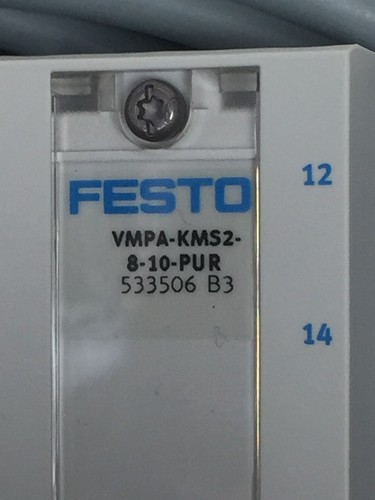 FESTO
12
VMPA-KMS2-
8-10-PUR
533506 B3
14